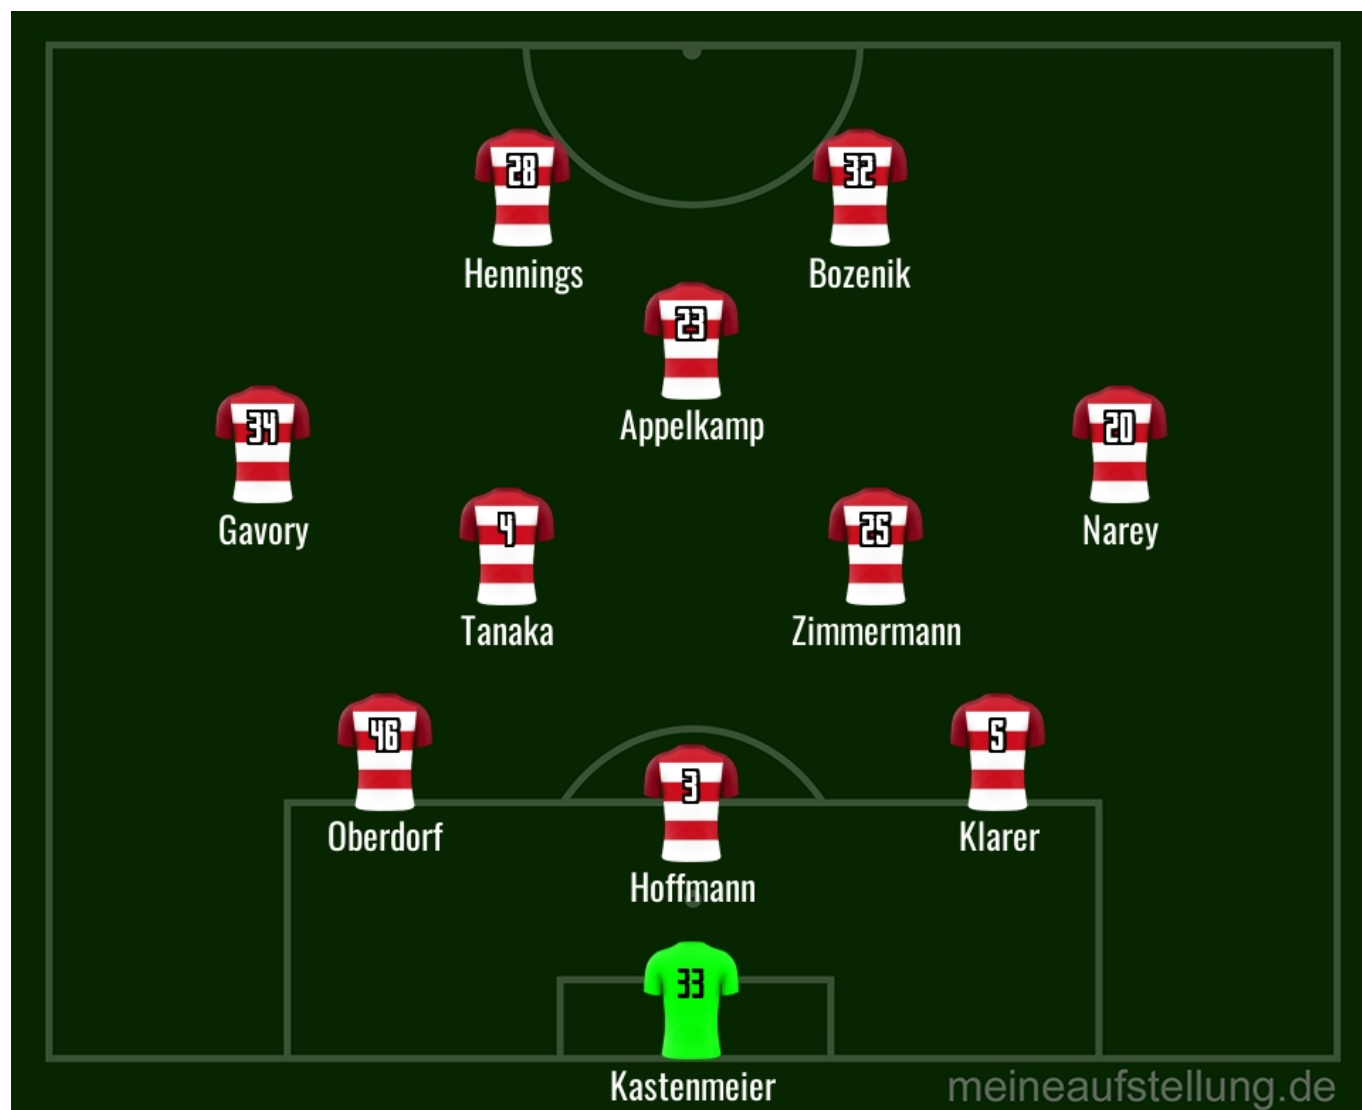 28
32
Hennings
Bozenik
23
Appelkamp
34
20
Gavory
Narey
4
25
Tanaka
Zimmermann
46
5
Oberdorf
Klarer
3
Hoffmann
33
Kastenmeier
meineaufstellung.de